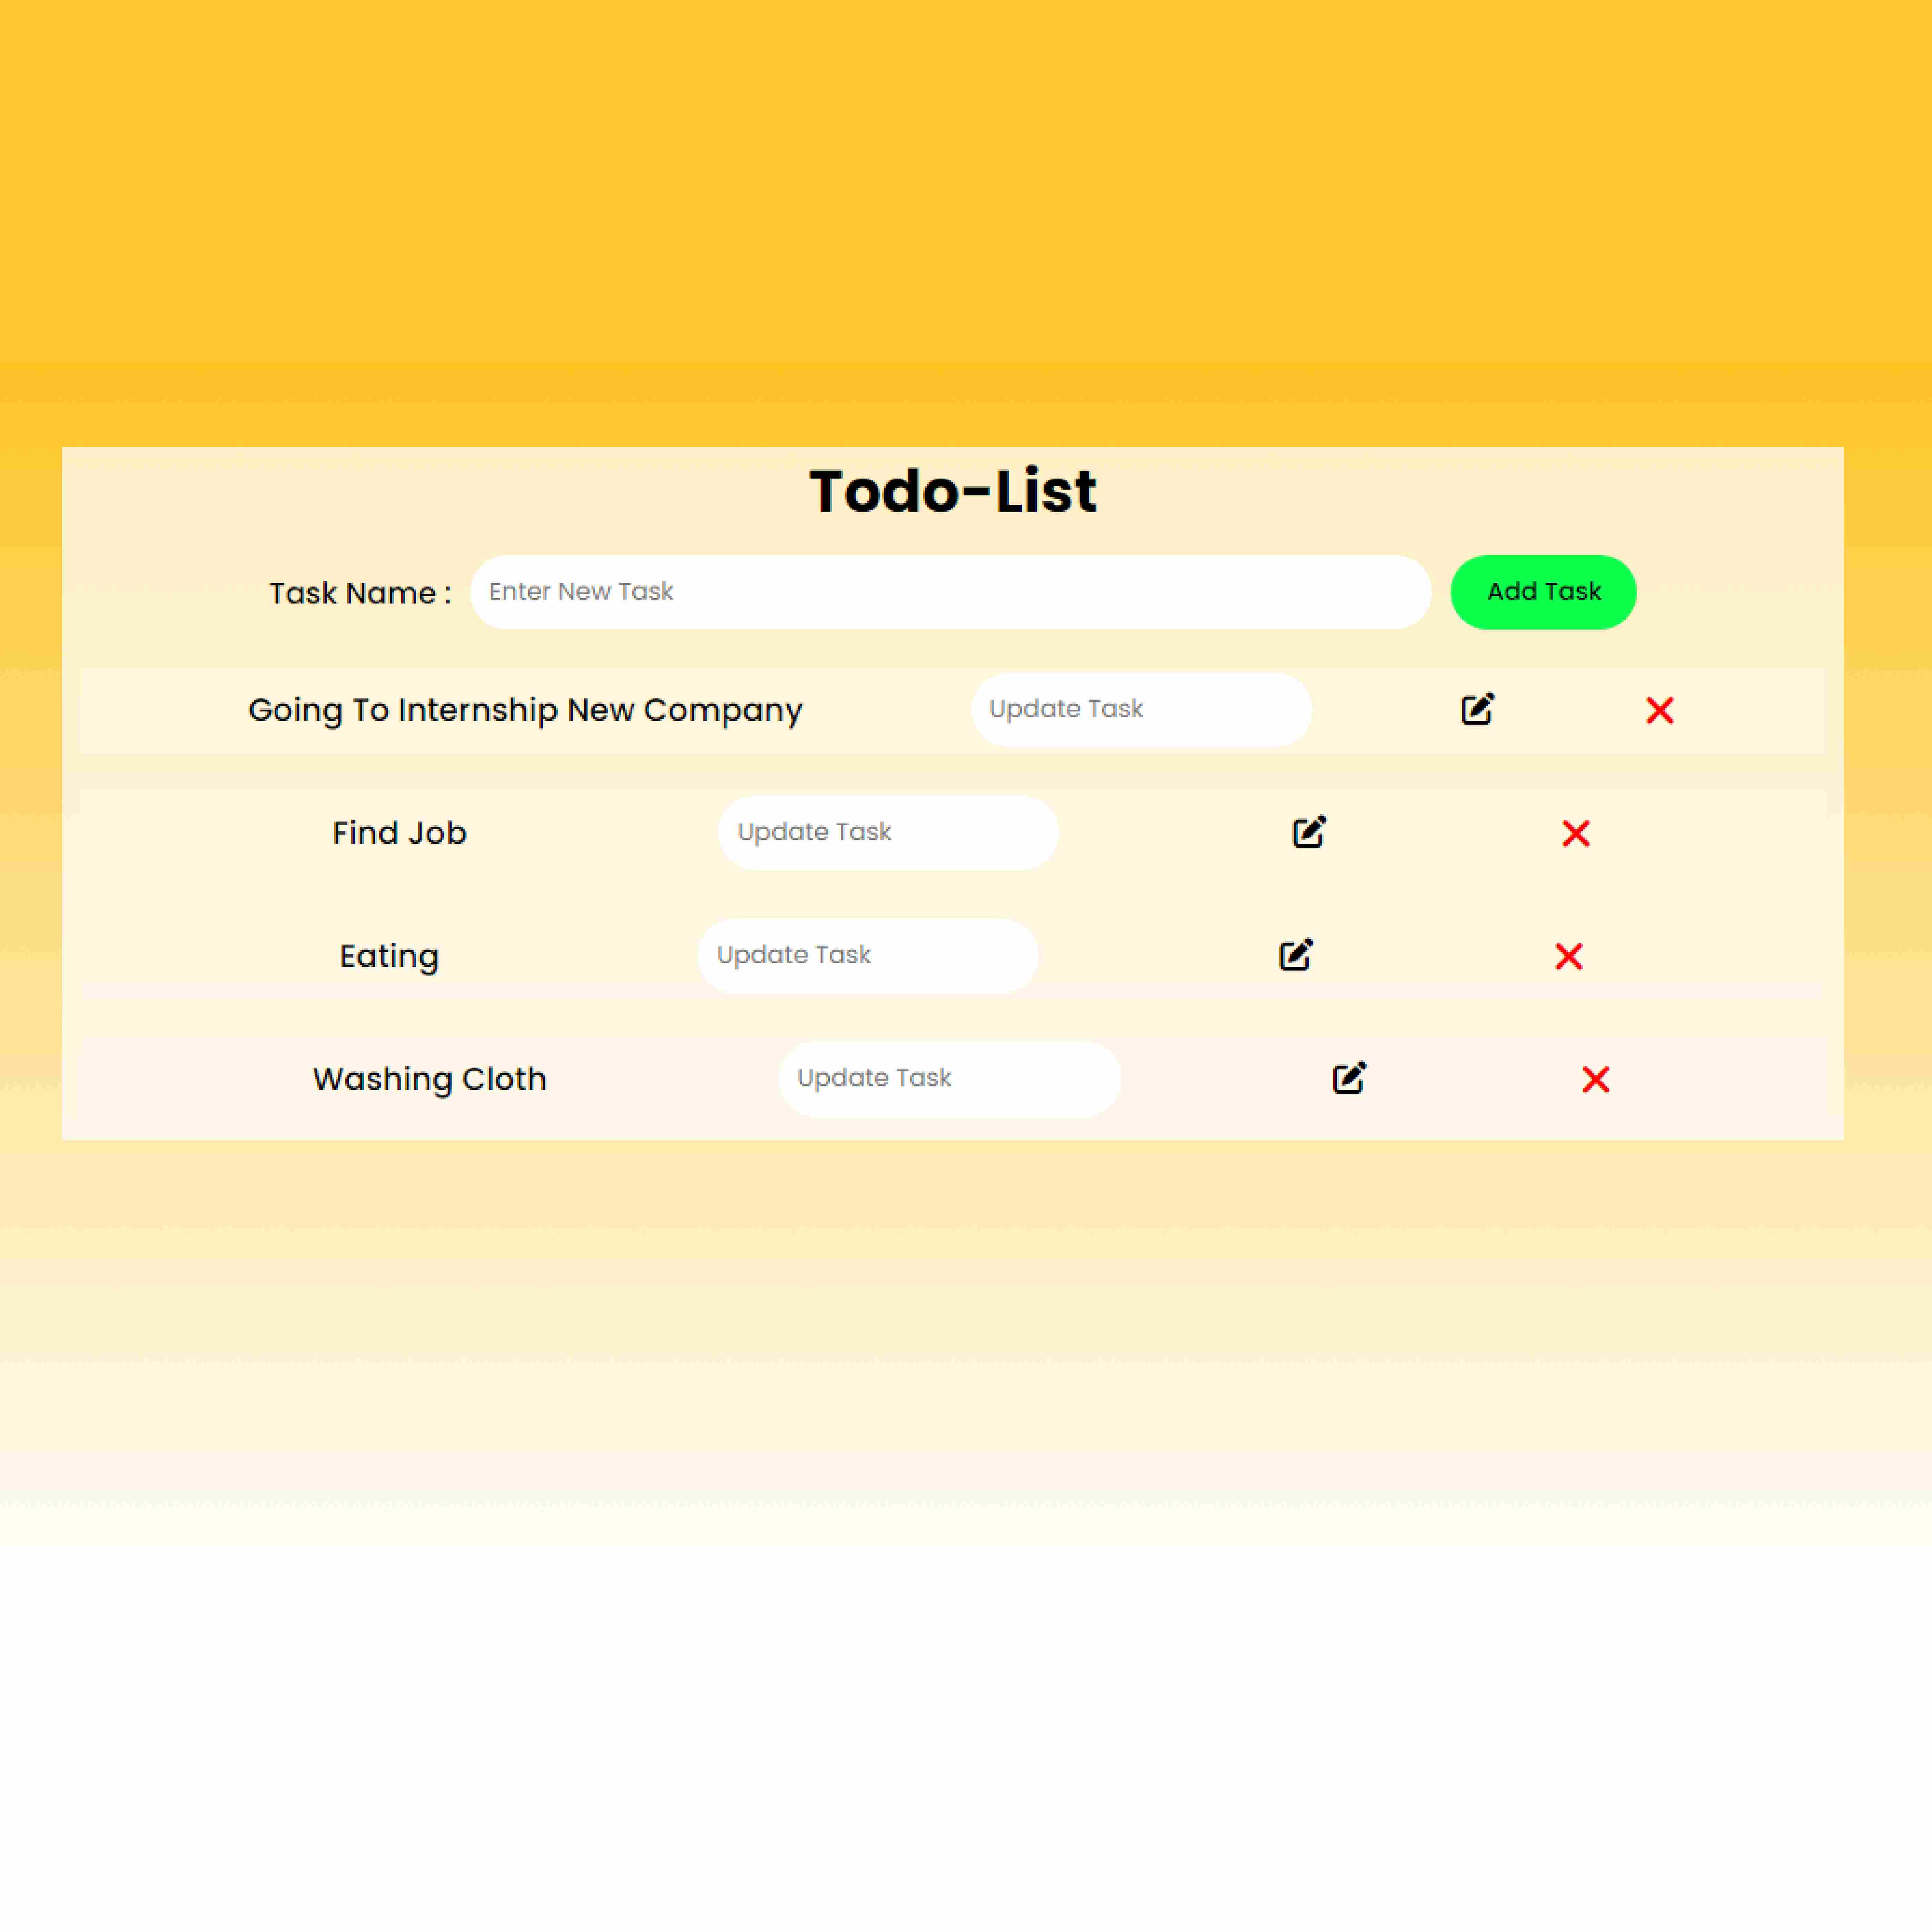 Todo-List
Task Name : Enter New Task Add Task
Going To Internship New Company Update Task
Find Job Update Task
Eating Update Task
Washing Cloth Update Task